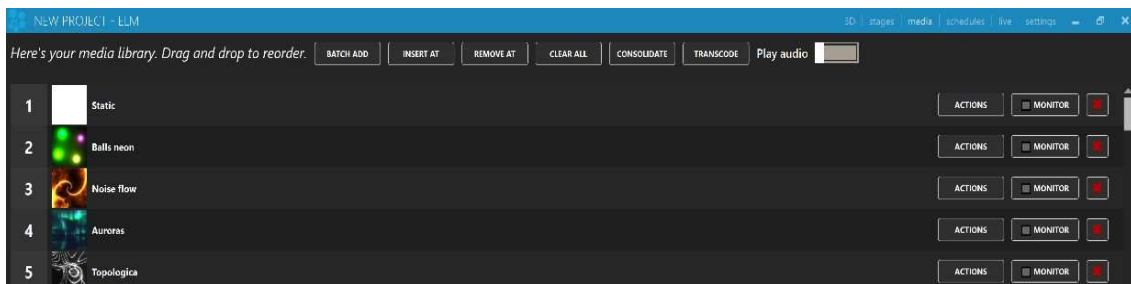 NEW PROJECT - ELM 3D stages media schedules live settings
Here's your media library. Drag and drop to reorder. BATCH ADD INSERT AT REMOVE AT CLEAR ALL CONSOLIDATE TRANSCODE Play audio
1 Static ACTIONS MONITOR
2 Balls neon ACTIONS MONITOR
3 Noise flow ACTIONS MONITOR
4 Auroras ACTIONS MONITOR
5 Topologica ACTIONS MONITOR